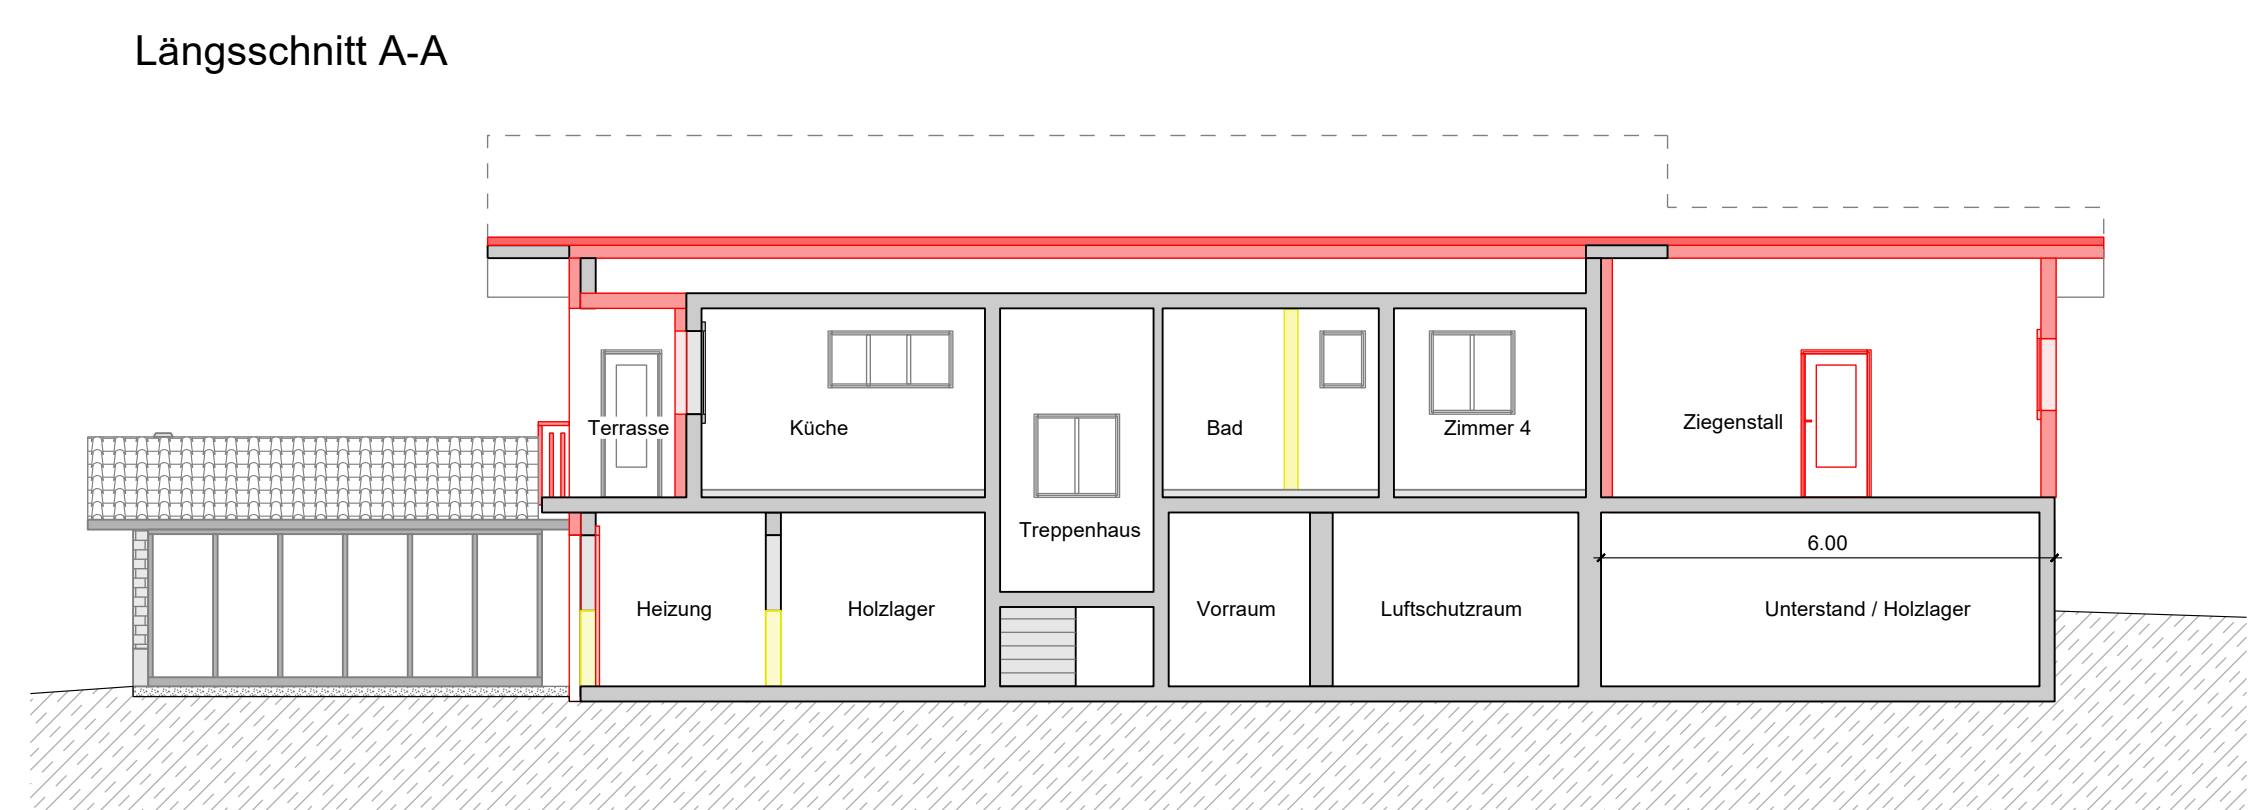 Längsschnitt A-A
Terrasse
Küche
Bad
Zimmer 4
Ziegenstall
Treppenhaus
6.00
Heizung
Holzlager
Vorraum
Luftschutzraum
Unterstand / Holzlager